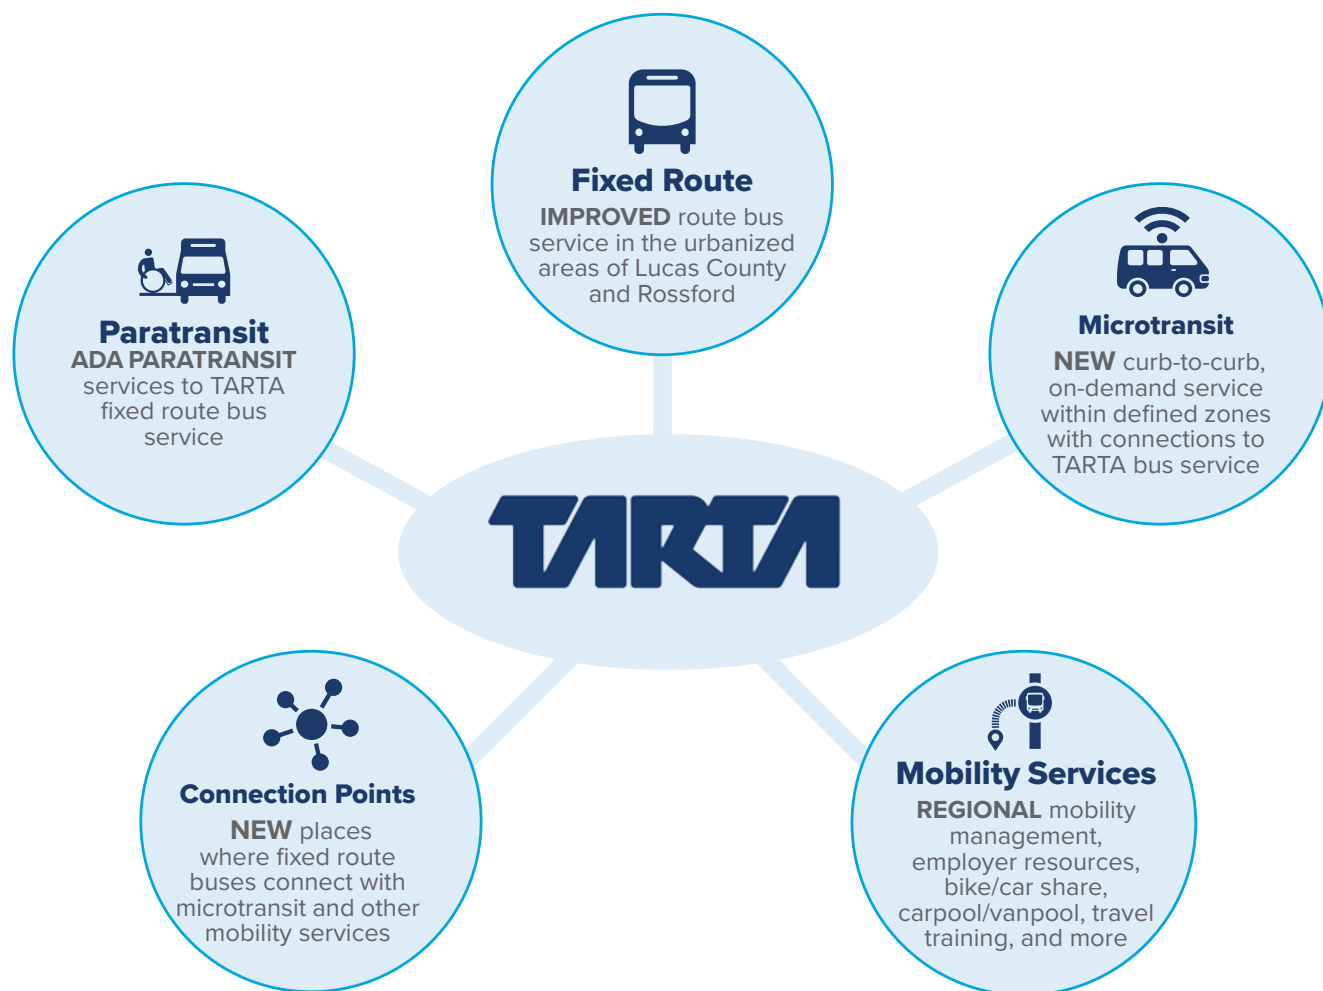 Fixed Route
IMPROVED route bus
service in the urbanized
areas of Lucas County
and Rossford
Paratransit
ADA PARATRANSIT
services to TARTA
fixed route bus
service
Microtransit
NEW curb-to-curb,
on-demand service
within defined zones
with connections to
TARTA bus service
TARTA
Connection Points
NEW places
where fixed route
buses connect with
microtransit and other
mobility services
Mobility Services
REGIONAL mobility
management,
employer resources,
bike/car share,
carpool/vanpool, travel
training, and more